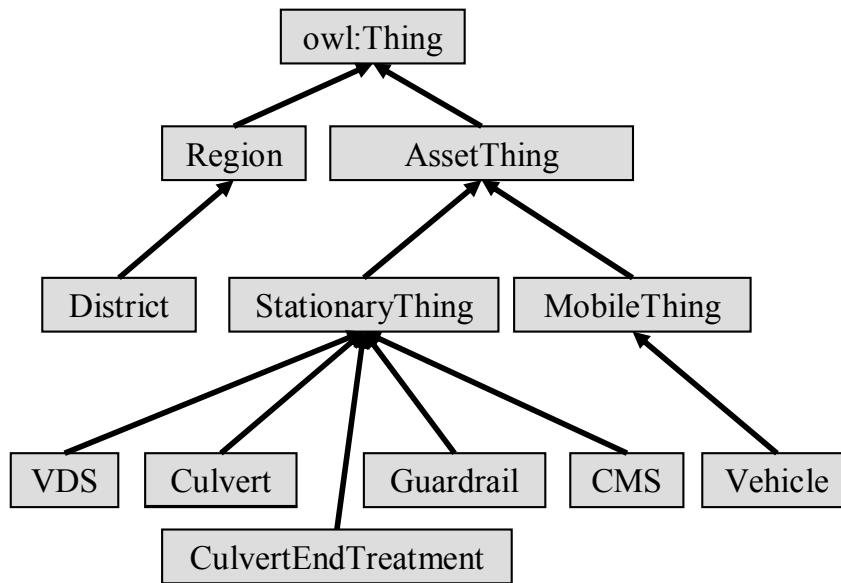 owl:Thing
Region
AssetThing
District
StationaryThing
MobileThing
VDS
Culvert
Guardrail
CMS
Vehicle
CulvertEndTreatment